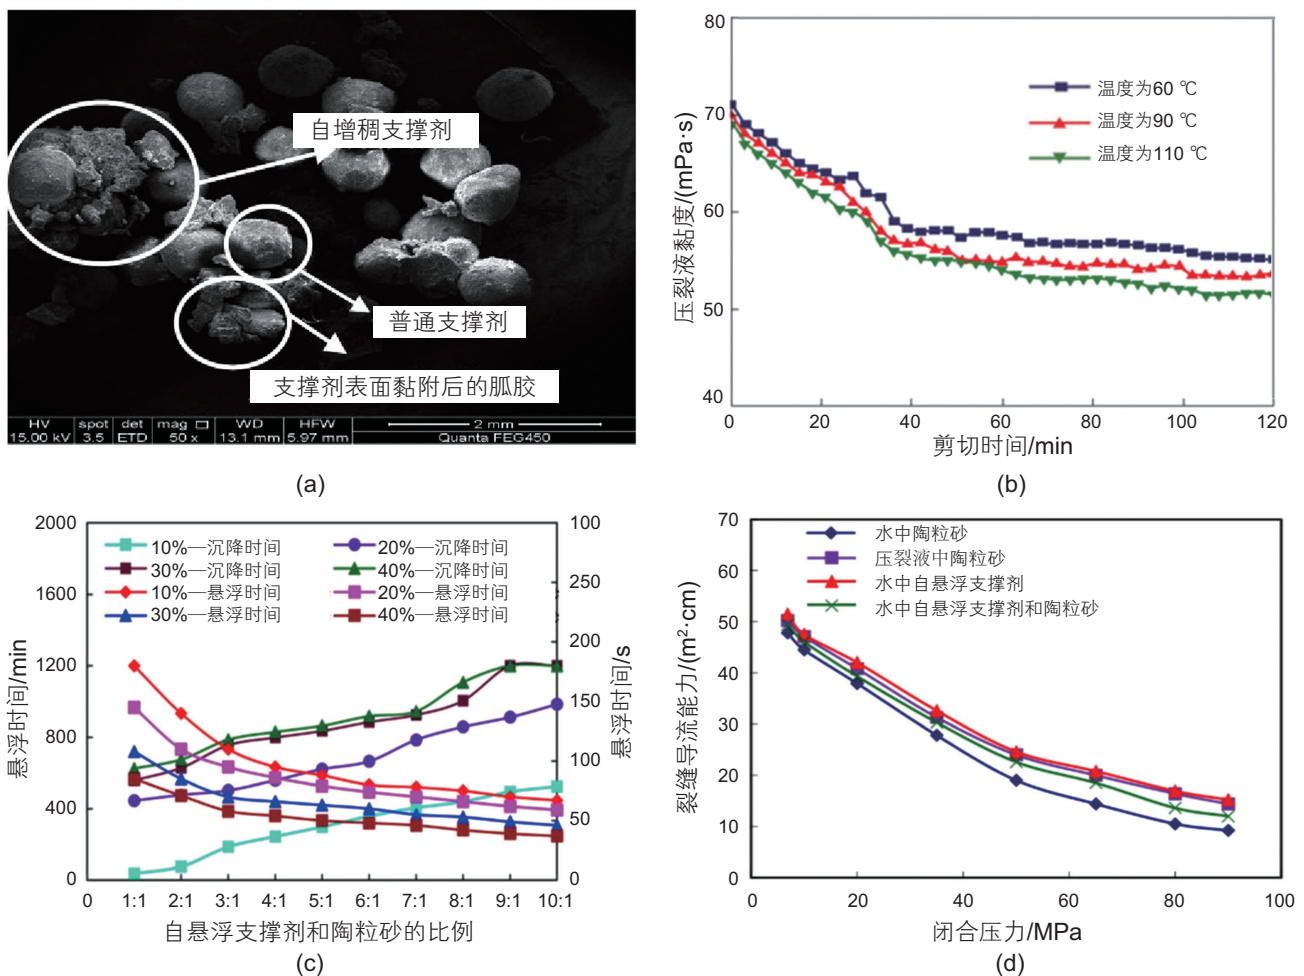 自增稠支撑剂
普通支撑剂
支撑剂表面黏附后的胍胶
HV spot det mag WD HFW 2 mm
15.00 kV 3.5 ETD 50 x 13.1 mm 5.97 mm Quanta FEG450
(a)
80
70
60
50
40
压裂液黏度/(mPa·s)
温度为60 ℃
温度为90 ℃
温度为110 ℃
0 20 40 60 80 100 120
剪切时间/min
(b)
2000
1600
1200
800
400
0
悬浮时间/min
10%—沉降时间 20%—沉降时间
30%—沉降时间 40%—沉降时间
10%—悬浮时间 20%—悬浮时间
30%—悬浮时间 40%—悬浮时间
100
250
200
150
100
50
0
悬浮时间/s
0 1:1 2:1 3:1 4:1 5:1 6:1 7:1 8:1 9:1 10:1
自悬浮支撑剂和陶粒砂的比例
(c)
70
60
50
40
30
20
10
0
裂缝导流能力/(m²·cm)
水中陶粒砂
压裂液中陶粒砂
水中自悬浮支撑剂
水中自悬浮支撑剂和陶粒砂
0 20 40 60 80 100
闭合压力/MPa
(d)